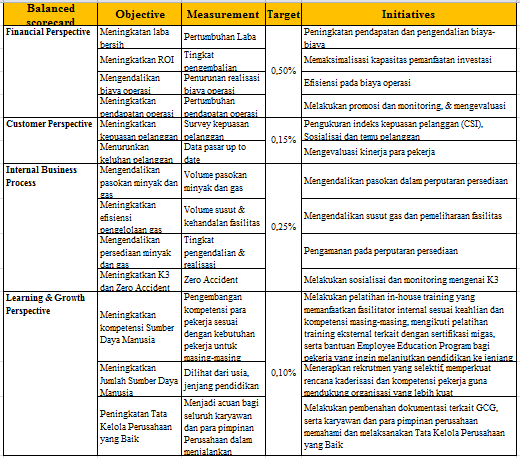 Balanced
scorecard
Objective
Measurement
Target
Initiatives
Financial Perspective
Meningkatan laba
bersih
Pertumbuhan Laba
0,50%
Peningkatan pendapatan dan pengendalian biaya-
biaya
Meningkatkan ROI
Tingkat
pengembalian
Memaksimalisasi kapasitas pemanfaatan investasi
Mengendalikan
biaya operasi
Penurunan realisasi
biaya operasi
Efisiensi pada biaya operasi
Meningkatkan
pendapatan operasi
Pertumbuhan
pendapatan operasi
Melakukan promosi dan monitoring, & mengevaluasi
Customer Perspective
Meningkatkan
kepuasan pelanggan
Survey kepuasan
pelanggan
0,15%
Pengukuran indeks kepuasan pelanggan (CSI),
Sosialisai dan temu pelanggan
Menurunkan
keluhan pelanggan
Data pasar up to
date
Mengevaluasi kinerja para pekerja
Internal Business
Process
Mengendalikan
pasokan minyak dan
gas
Volume pasokan
minyak dan gas
0,25%
Mengendalikan pasokan dalam perputaran persediaan
Meningkatkan
efisiensi
pengelolaan gas
Volume susut &
kehandalan fasilitas
Mengendalikan susut gas dan pemeliharaan fasilitas
Mengendalikan
persediaan minyak
dan gas
Tingkat
pengendalian &
realisasi
Pengamanan pada perputaran persediaan
Meningkatkan K3
dan Zero Accident
Zero Accident
Melakukan sosialisasi dan monitoring mengenai K3
Learning & Growth
Perspective
Meningkatkan
kompetensi Sumber
Daya Manusia
Pengembangan
kompetensi para
pekerja sesuai
dengan kebutuhan
pekerja untuk
masing-masing
0,10%
Melakukan pelatihan in-house training yang
memanfaatkan fasilitator internal sesuai keahlian dan
kompetensi masing-masing, mengikuti pelatihan
training eksternal terkait dengan sertifikasi migas,
serta bantuan Employee Education Program bagi
pekerja yang ingin melanjutkan pendidikan ke jenjang
Meningkatkan
Jumlah Sumber Daya
Manusia
Dilihat dari usia,
jenjang pendidikan
Menerapkan rekrutmen yang selektif, memperkuat
rencana kaderisasi dan kompetensi pekerja guna
mendukung organisasi yang lebih kuat
Peningkatan Tata
Kelola Perusahaan
yang Baik
Menjadi acuan bagi
seluruh karyawan
dan para pimpinan
Perusahaan dalam
menjalankan
Melakukan pembenahan dokumentasi terkait GCG,
serta karyawan dan para pimpinan perusahaan
memahami dan melaksanakan Tata Kelola Perusahaan
yang Baik